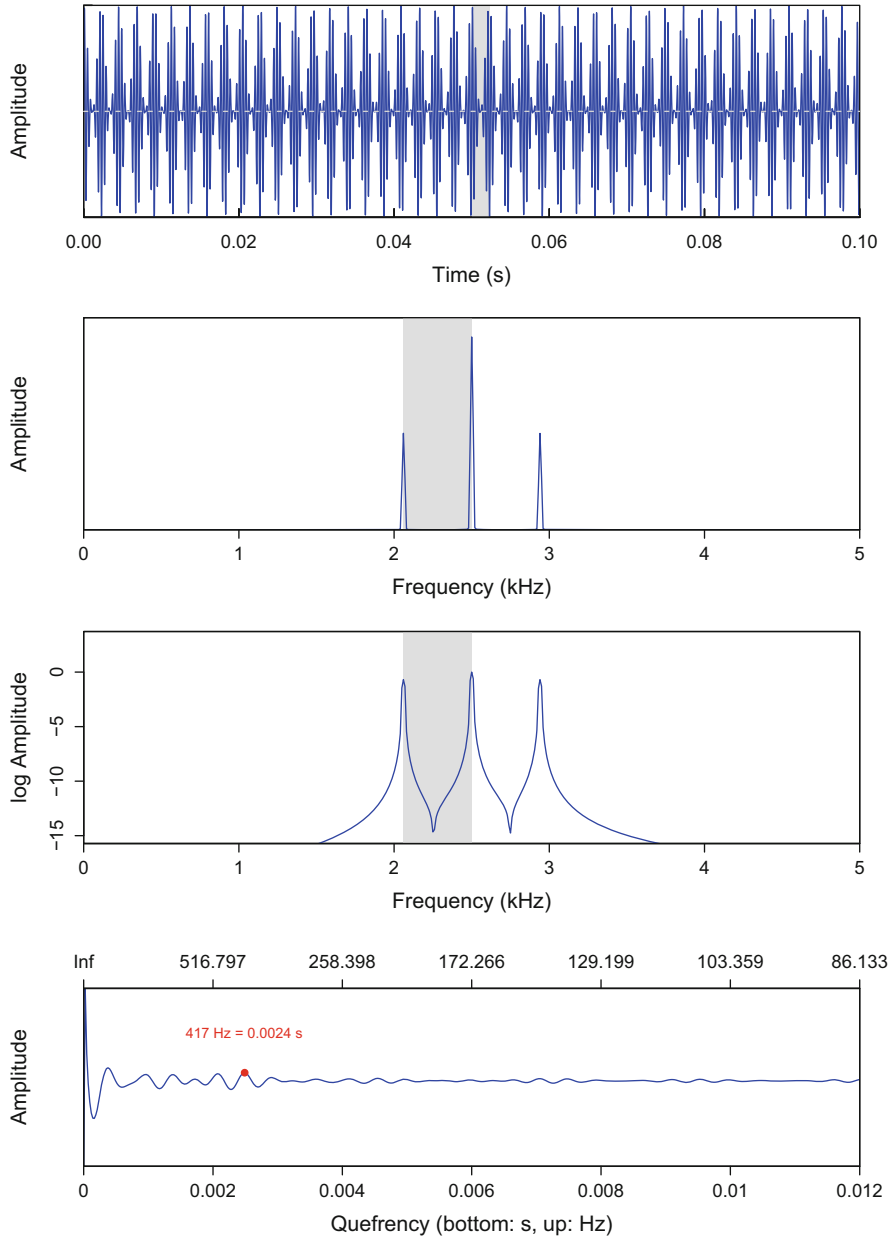 Amplitude
0.00 0.02 0.04 0.06 0.08 0.10
Time (s)
Amplitude
0 1 2 3 4 5
Frequency (kHz)
log Amplitude
0
−5
−10
−15
0 1 2 3 4 5
Frequency (kHz)
Inf 516.797 258.398 172.266 129.199 103.359 86.133
Amplitude
417 Hz = 0.0024 s
0 0.002 0.004 0.006 0.008 0.01 0.012
Quefrency (bottom: s, up: Hz)